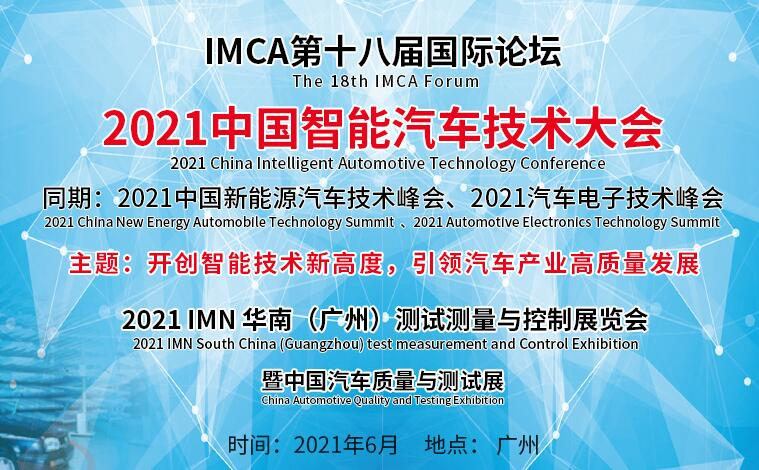 IMCA第十八届国际论坛
The 18th IMCA Forum
2021中国智能汽车技术大会
2021 China Intelligent Automotive Technology Conference
同期：2021中国新能源汽车技术峰会、2021汽车电子技术峰会
2021 China New Energy Automobile Technology Summit 、2021 Automotive Electronics Technology Summit
主题：开创智能技术新高度，引领汽车产业高质量发展
2021 IMN 华南（广州）测试测量与控制展览会
2021 IMN South China (Guangzhou) test measurement and Control Exhibition
暨中国汽车质量与测试展
China Automotive Quality and Testing Exhibition
时间：2021年6月 地点： 广州